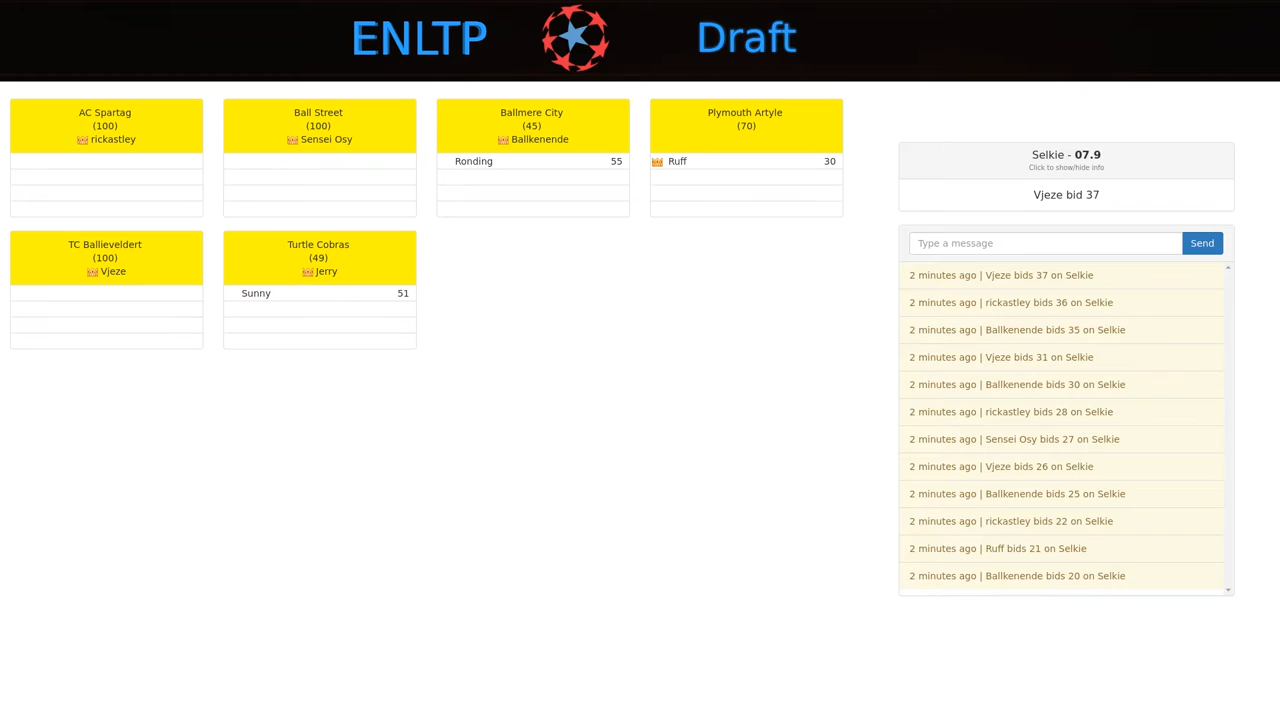 ENLTP Draft
AC Spartag
(100)
rickastley
Ball Street
(100)
Sensei Osy
Ballmere City
(45)
Ballkenende
Ronding 55
Plymouth Artyle
(70)
Ruff 30
TC Ballieveldert
(100)
Vjeze
Turtle Cobras
(49)
Jerry
Sunny 51
Selkie - 07.9
Click to show/hide info
Vjeze bid 37
Type a message Send
2 minutes ago | Vjeze bids 37 on Selkie
2 minutes ago | rickastley bids 36 on Selkie
2 minutes ago | Ballkenende bids 35 on Selkie
2 minutes ago | Vjeze bids 31 on Selkie
2 minutes ago | Ballkenende bids 30 on Selkie
2 minutes ago | rickastley bids 28 on Selkie
2 minutes ago | Sensei Osy bids 27 on Selkie
2 minutes ago | Vjeze bids 26 on Selkie
2 minutes ago | Ballkenende bids 25 on Selkie
2 minutes ago | rickastley bids 22 on Selkie
2 minutes ago | Ruff bids 21 on Selkie
2 minutes ago | Ballkenende bids 20 on Selkie